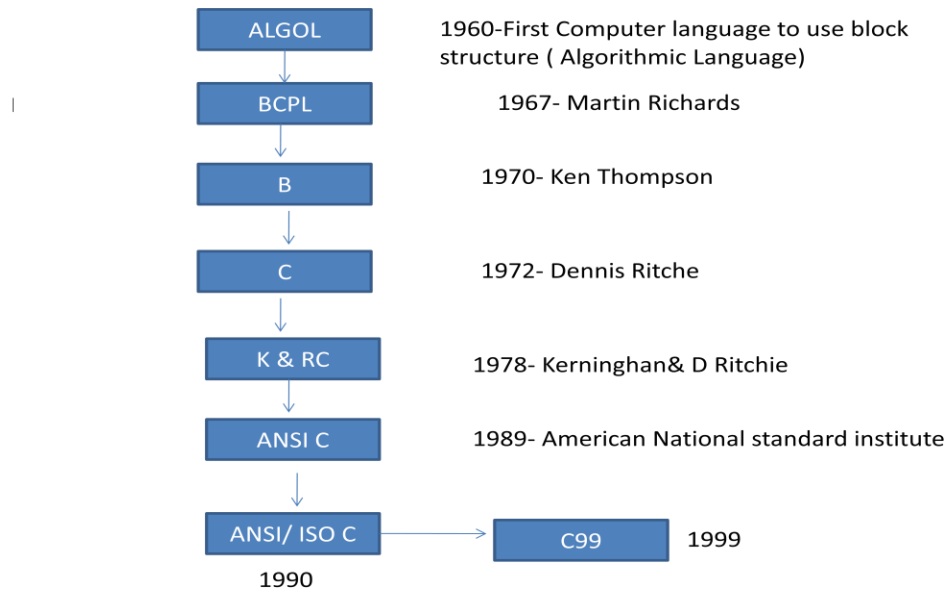 ALGOL
1960-First Computer language to use block
structure ( Algorithmic Language)
BCPL
1967- Martin Richards
B
1970- Ken Thompson
C
1972- Dennis Ritche
K & RC
1978- Kerninghan& D Ritchie
ANSI C
1989- American National standard institute
ANSI/ ISO C
C99
1999
1990